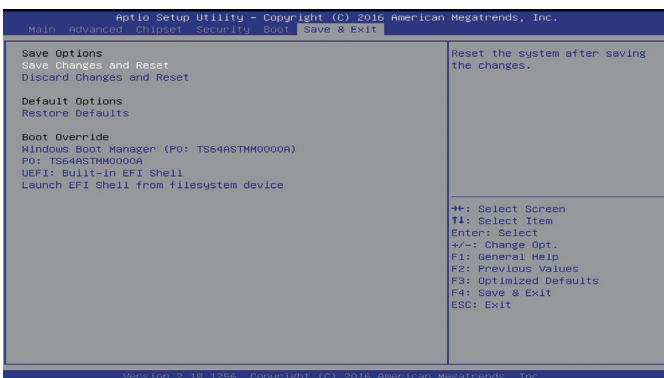 Aptio Setup Utility – Copyright (C) 2016 American Megatrends, Inc.
Main Advanced Chipset Security Boot Save & Exit
Save Options
Save Changes and Reset
Discard Changes and Reset
Default Options
Restore Defaults
Boot Override
Windows Boot Manager (P0: TS64ASTMM0000A)
P0: TS64ASTMM0000A
UEFI: Built-in EFI Shell
Launch EFI Shell from filesystem device
Reset the system after saving
the changes.
→←: Select Screen
↑↓: Select Item
Enter: Select
+/-: Change Opt.
F1: General Help
F2: Previous Values
F3: Optimized Defaults
F4: Save & Exit
ESC: Exit
Version 2.18.1256. Copyright (C) 2016 American Megatrends, Inc.